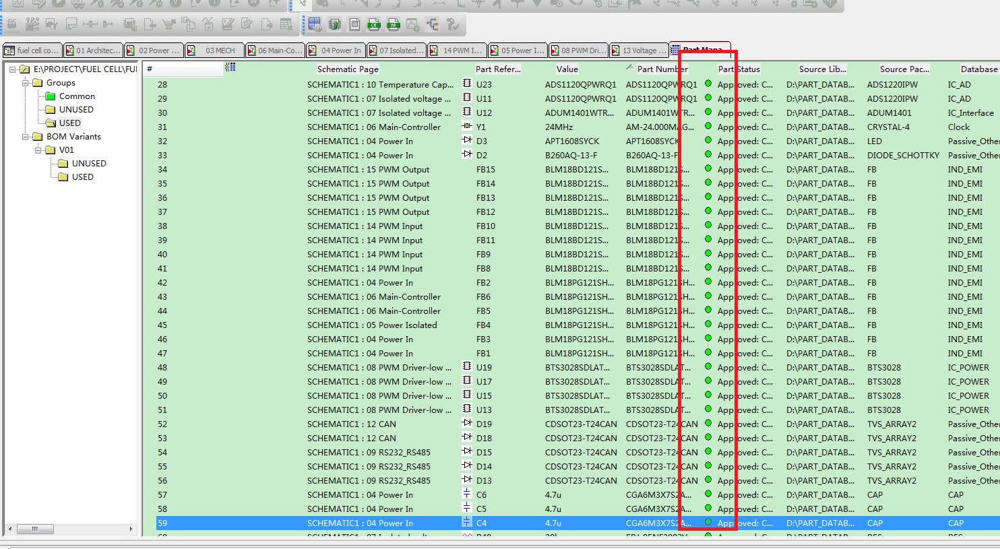 fuel cell co... 01 Architec... 02 Power ... 03 MECH 06 Main-Co... 04 Power In 07 Isolated... 14 PWM I... 05 Power I... 08 PWM Dri... 13 Voltage ... Part Mana...
E:\PROJECT\FUEL CELL\FUI
Groups
Common
UNUSED
USED
BOM Variants
V01
UNUSED
USED
# Schematic Page Part Refer... Value Part Number Part Status Source Lib... Source Pac... Database
28 SCHEMATIC1 : 10 Temperature Cap... U23 ADS1120QPWRQ1 ADS1120QPWRQ1 Approved: C... D:\PART_DATAB... ADS1220IPW IC_AD
29 SCHEMATIC1 : 07 Isolated voltage ... U11 ADS1120QPWRQ1 ADS1120QPWRQ1 Approved: C... D:\PART_DATAB... ADS1220IPW IC_AD
30 SCHEMATIC1 : 07 Isolated voltage ... U12 ADUM1401WTR... ADUM1401WTR... Approved: C... D:\PART_DATAB... ADUM1401 IC_Interface
31 SCHEMATIC1 : 06 Main-Controller Y1 24MHz AM-24.000MAG... Approved: C... D:\PART_DATAB... CRYSTAL-4 Clock
32 SCHEMATIC1 : 04 Power In D3 APT1608SYCK APT1608SYCK Approved: C... D:\PART_DATAB... LED Passive_Othe
33 SCHEMATIC1 : 04 Power In D2 B260AQ-13-F B260AQ-13-F Approved: C... D:\PART_DATAB... DIODE_SCHOTTKY Passive_Othe
34 SCHEMATIC1 : 15 PWM Output FB15 BLM18BD121S... BLM18BD121S... Approved: C... D:\PART_DATAB... FB IND_EMI
35 SCHEMATIC1 : 15 PWM Output FB14 BLM18BD121S... BLM18BD121S... Approved: C... D:\PART_DATAB... FB IND_EMI
36 SCHEMATIC1 : 15 PWM Output FB13 BLM18BD121S... BLM18BD121S... Approved: C... D:\PART_DATAB... FB IND_EMI
37 SCHEMATIC1 : 15 PWM Output FB12 BLM18BD121S... BLM18BD121S... Approved: C... D:\PART_DATAB... FB IND_EMI
38 SCHEMATIC1 : 14 PWM Input FB10 BLM18BD121S... BLM18BD121S... Approved: C... D:\PART_DATAB... FB IND_EMI
39 SCHEMATIC1 : 14 PWM Input FB11 BLM18BD121S... BLM18BD121S... Approved: C... D:\PART_DATAB... FB IND_EMI
40 SCHEMATIC1 : 14 PWM Input FB9 BLM18BD121S... BLM18BD121S... Approved: C... D:\PART_DATAB... FB IND_EMI
41 SCHEMATIC1 : 14 PWM Input FB8 BLM18BD121S... BLM18BD121S... Approved: C... D:\PART_DATAB... FB IND_EMI
42 SCHEMATIC1 : 04 Power In FB2 BLM18PG121SH... BLM18PG121SH... Approved: C... D:\PART_DATAB... FB IND_EMI
43 SCHEMATIC1 : 06 Main-Controller FB6 BLM18PG121SH... BLM18PG121SH... Approved: C... D:\PART_DATAB... FB IND_EMI
44 SCHEMATIC1 : 06 Main-Controller FB5 BLM18PG121SH... BLM18PG121SH... Approved: C... D:\PART_DATAB... FB IND_EMI
45 SCHEMATIC1 : 05 Power Isolated FB4 BLM18PG121SH... BLM18PG121SH... Approved: C... D:\PART_DATAB... FB IND_EMI
46 SCHEMATIC1 : 04 Power In FB3 BLM18PG121SH... BLM18PG121SH... Approved: C... D:\PART_DATAB... FB IND_EMI
47 SCHEMATIC1 : 04 Power In FB1 BLM18PG121SH... BLM18PG121SH... Approved: C... D:\PART_DATAB... FB IND_EMI
48 SCHEMATIC1 : 08 PWM Driver-low ... U19 BTS3028SDLAT... BTS3028SDLAT... Approved: C... D:\PART_DATAB... BTS3028 IC_POWER
49 SCHEMATIC1 : 08 PWM Driver-low ... U17 BTS3028SDLAT... BTS3028SDLAT... Approved: C... D:\PART_DATAB... BTS3028 IC_POWER
50 SCHEMATIC1 : 08 PWM Driver-low ... U15 BTS3028SDLAT... BTS3028SDLAT... Approved: C... D:\PART_DATAB... BTS3028 IC_POWER
51 SCHEMATIC1 : 08 PWM Driver-low ... U13 BTS3028SDLAT... BTS3028SDLAT... Approved: C... D:\PART_DATAB... BTS3028 IC_POWER
52 SCHEMATIC1 : 12 CAN D19 CDSOT23-T24CAN CDSOT23-T24CAN Approved: C... D:\PART_DATAB... TVS_ARRAY2 Passive_Othe
53 SCHEMATIC1 : 12 CAN D18 CDSOT23-T24CAN CDSOT23-T24CAN Approved: C... D:\PART_DATAB... TVS_ARRAY2 Passive_Othe
54 SCHEMATIC1 : 09 RS232_RS485 D15 CDSOT23-T24CAN CDSOT23-T24CAN Approved: C... D:\PART_DATAB... TVS_ARRAY2 Passive_Othe
55 SCHEMATIC1 : 09 RS232_RS485 D14 CDSOT23-T24CAN CDSOT23-T24CAN Approved: C... D:\PART_DATAB... TVS_ARRAY2 Passive_Othe
56 SCHEMATIC1 : 09 RS232_RS485 D13 CDSOT23-T24CAN CDSOT23-T24CAN Approved: C... D:\PART_DATAB... TVS_ARRAY2 Passive_Othe
57 SCHEMATIC1 : 04 Power In C6 4.7u CGA6M3X7S2A... Approved: C... D:\PART_DATAB... CAP CAP
58 SCHEMATIC1 : 04 Power In C5 4.7u CGA6M3X7S2A... Approved: C... D:\PART_DATAB... CAP CAP
59 SCHEMATIC1 : 04 Power In C4 4.7u CGA6M3X7S2A... Approved: C... D:\PART_DATAB... CAP CAP